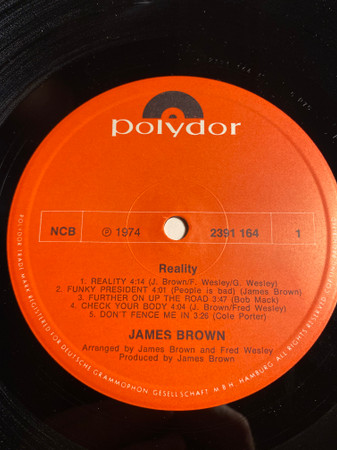 polydor
NCB ℗ 1974 2391 164 1
Reality
1. REALITY 4:14 (J. Brown/F. Wesley/G. Wesley)
2. FUNKY PRESIDENT 4:01 (People is bad) (James Brown)
3. FURTHER ON UP THE ROAD 3:47 (Bob Mack)
4. CHECK YOUR BODY 4:04 (J. Brown/Fred Wesley)
5. DON'T FENCE ME IN 3:26 (Cole Porter)
JAMES BROWN
Arranged by James Brown and Fred Wesley
Produced by James Brown
POLYDOR TRADE MARK REGISTERED FOR DEUTSCHE GRAMMOPHON GESELLSCHAFT M.B.H. HAMBURG.